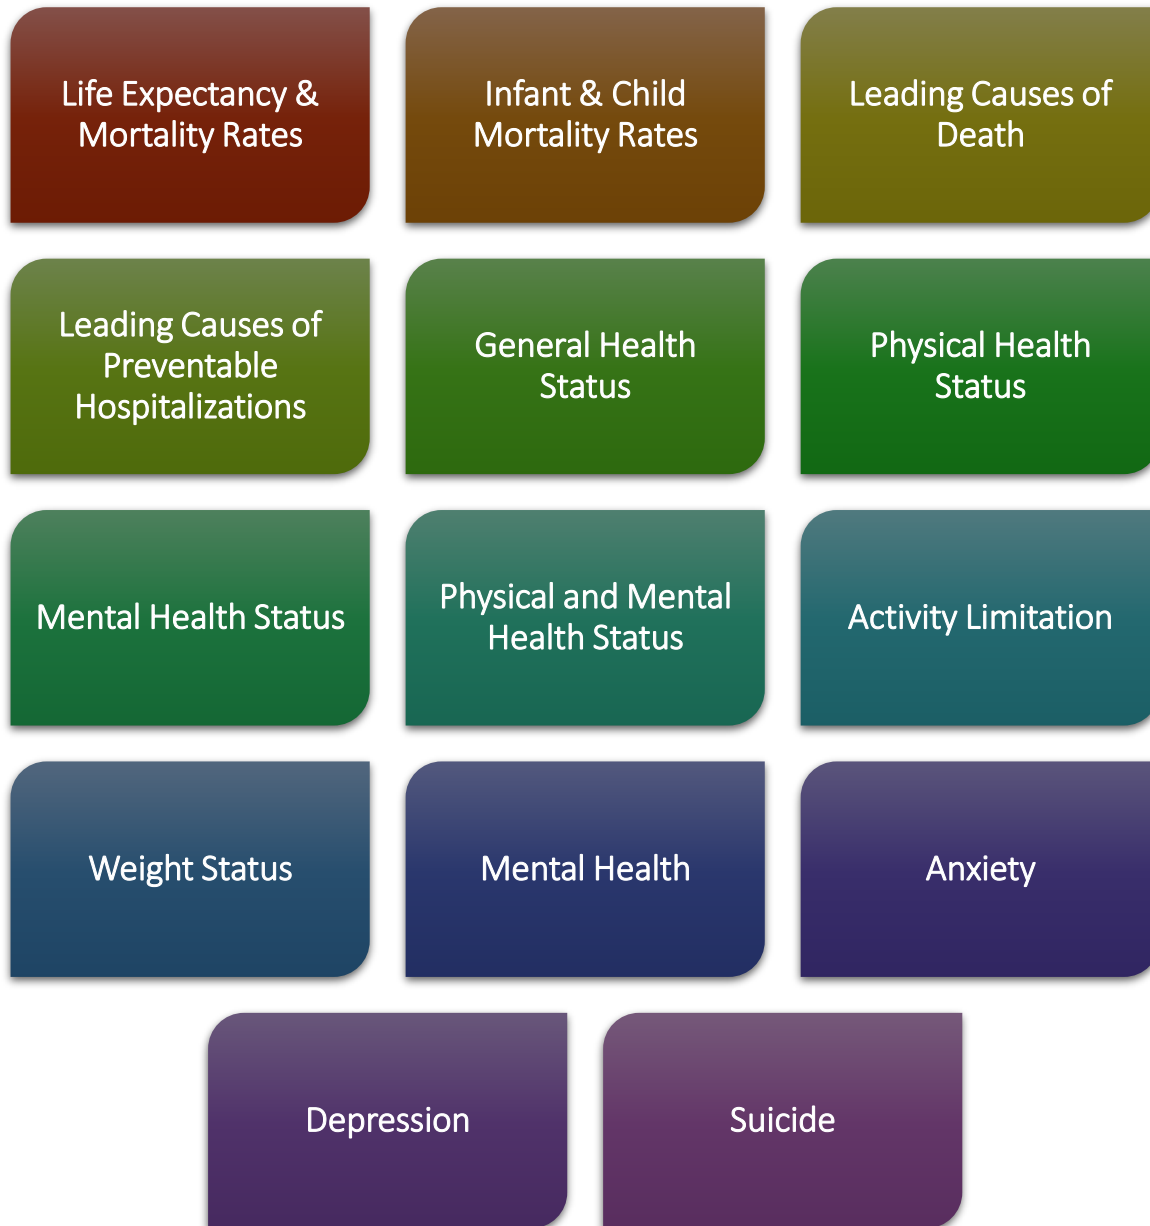 Life Expectancy &
Mortality Rates
Infant & Child
Mortality Rates
Leading Causes of
Death
Leading Causes of
Preventable
Hospitalizations
General Health
Status
Physical Health
Status
Mental Health Status
Physical and Mental
Health Status
Activity Limitation
Weight Status
Mental Health
Anxiety
Depression
Suicide